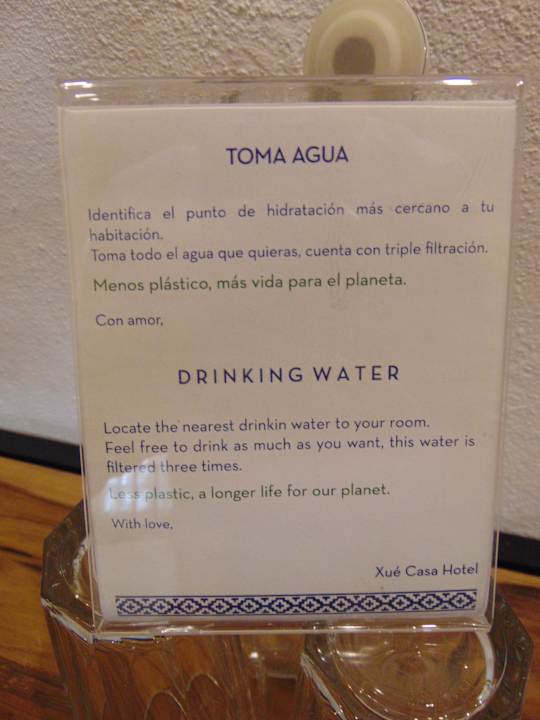 TOMA AGUA
Identifica el punto de hidratación más cercano a tu
habitación.
Toma todo el agua que quieras, cuenta con triple filtración.
Menos plástico, más vida para el planeta.
Con amor,
DRINKING WATER
Locate the nearest drinkin water to your room.
Feel free to drink as much as you want, this water is
filtered three times.
Less plastic, a longer life for our planet.
With love,
Xué Casa Hotel